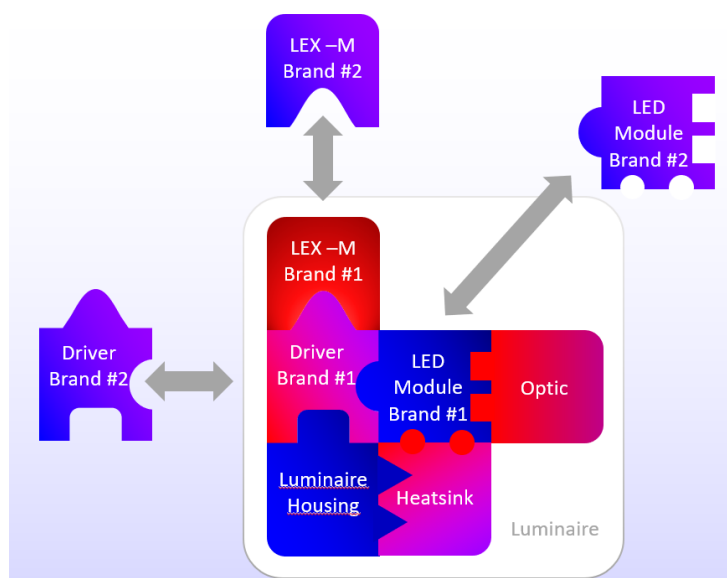 LEX –M
Brand #2
LED
Module
Brand #2
LEX –M
Brand #1
Driver
Brand #2
Driver
Brand #1
LED
Module
Brand #1
Optic
Luminaire
Housing
Heatsink
Luminaire